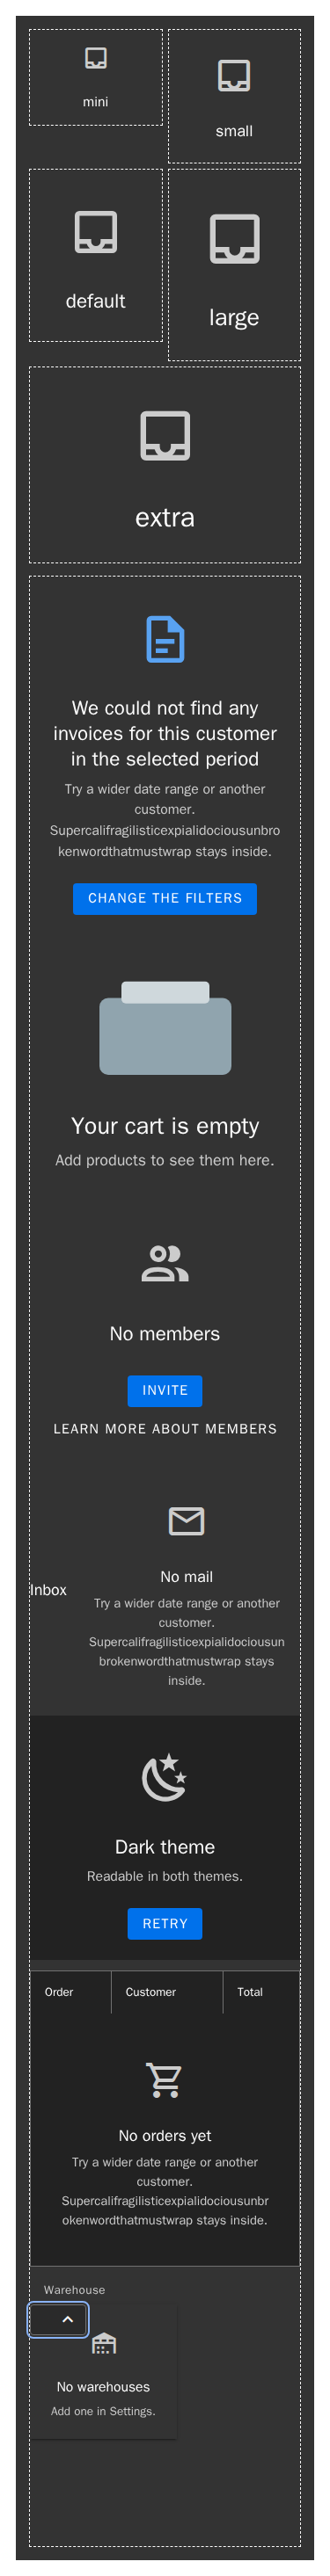 mini
small
default
large
extra
We could not find any
invoices for this customer
in the selected period
Try a wider date range or another
customer.
Supercalifragilisticexpialidociousunbro
kenwordthatmustwrap stays inside.
CHANGE THE FILTERS
Your cart is empty
Add products to see them here.
No members
INVITE
LEARN MORE ABOUT MEMBERS
Inbox
No mail
Try a wider date range or another
customer.
Supercalifragilisticexpialidociousun
brokenwordthatmustwrap stays
inside.
Dark theme
Readable in both themes.
RETRY
Order Customer Total
No orders yet
Try a wider date range or another
customer.
Supercalifragilisticexpialidociousunbr
okenwordthatmustwrap stays inside.
Warehouse
No warehouses
Add one in Settings.